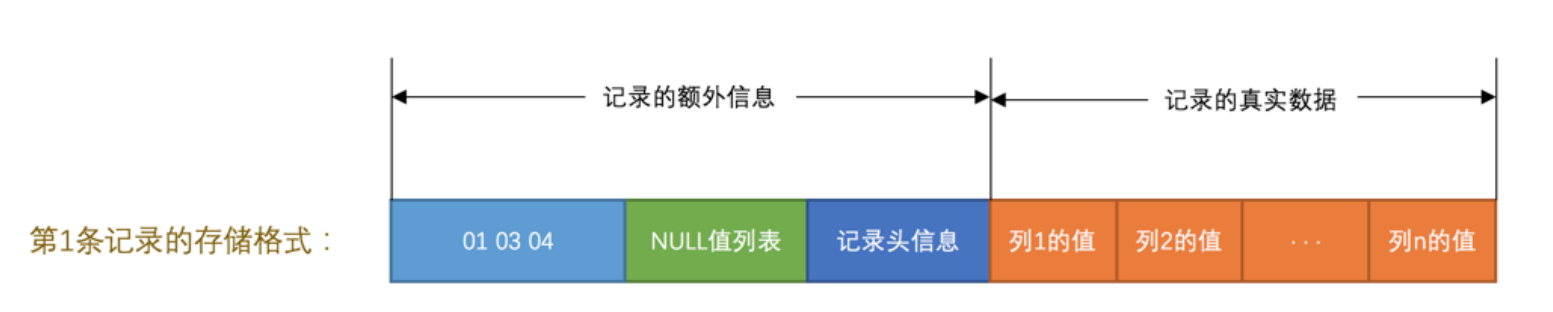 记录的额外信息
记录的真实数据
第1条记录的存储格式：
01 03 04
NULL值列表
记录头信息
列1的值
列2的值
...
列n的值